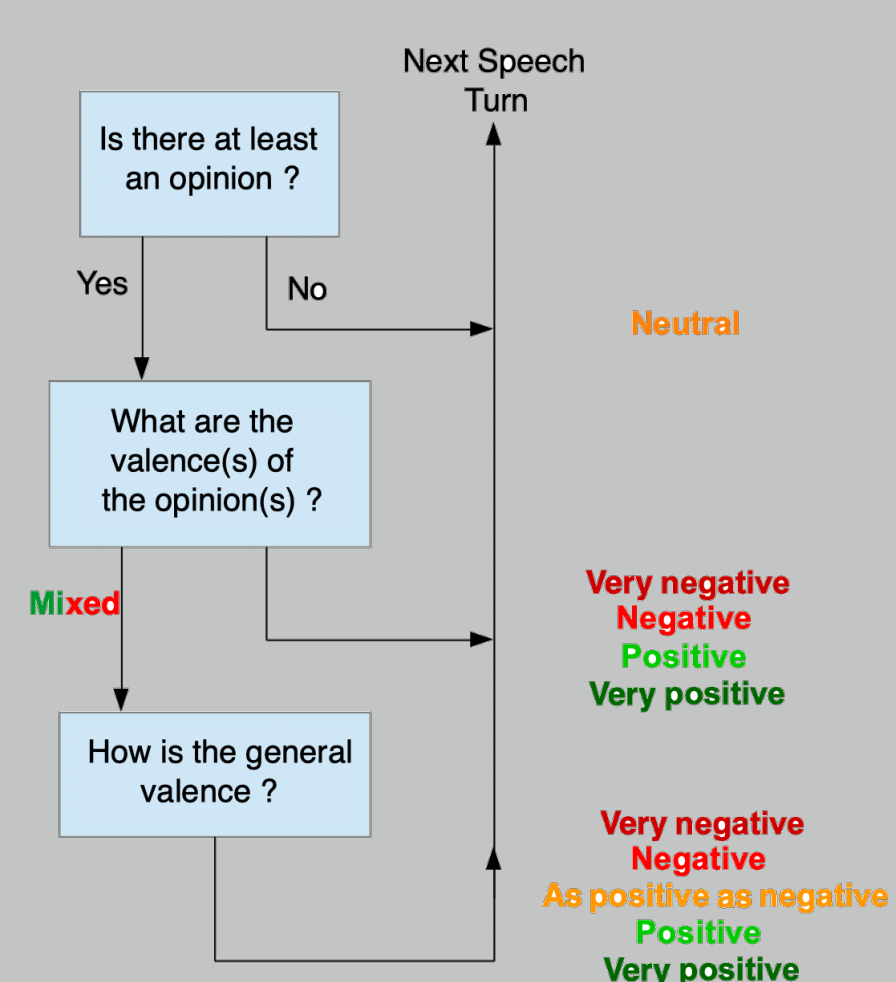 Next Speech
Turn
Is there at least
an opinion ?
Yes
No
Neutral
What are the
valence(s) of
the opinion(s) ?
Mixed
Very negative
Negative
Positive
Very positive
How is the general
valence ?
Very negative
Negative
As positive as negative
Positive
Very positive